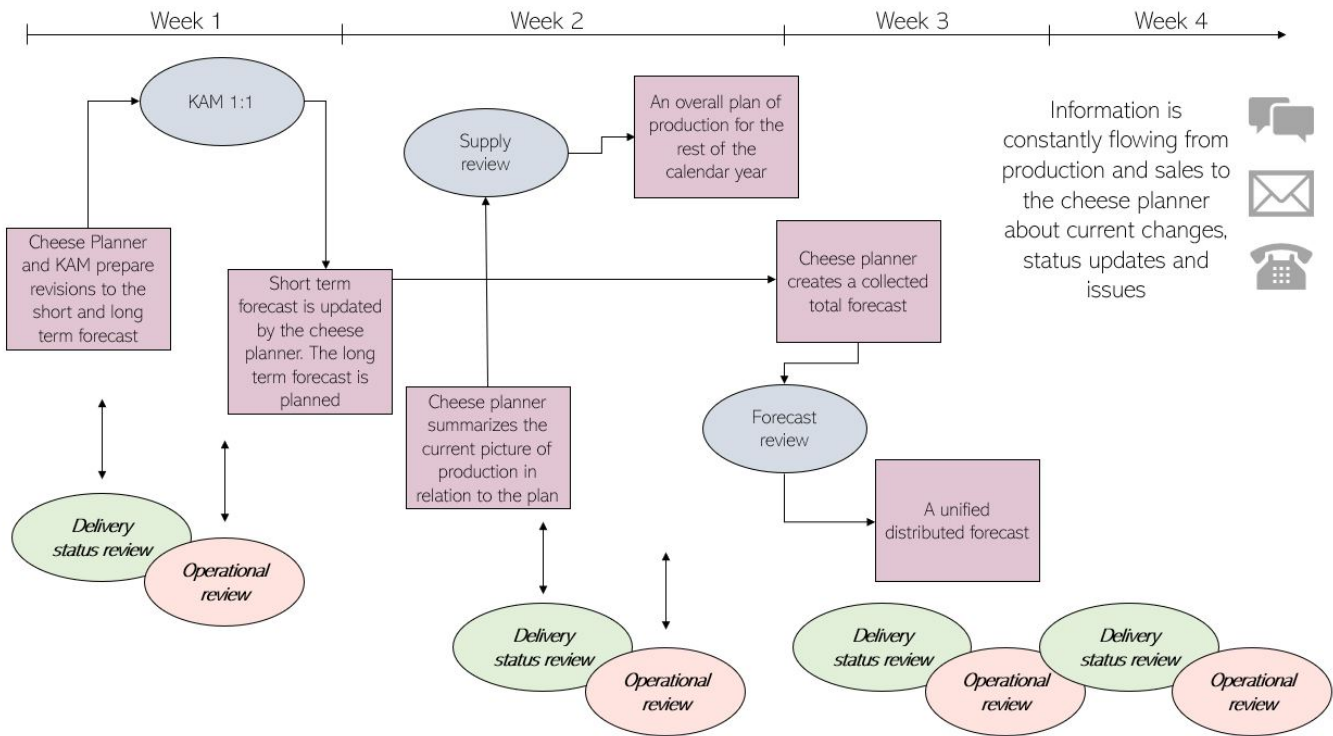 Week 1
Week 2
Week 3
Week 4
KAM 1:1
Supply
review
An overall plan of
production for the
rest of the
calendar year
Information is
constantly flowing from
production and sales to
the cheese planner
about current changes,
status updates and
issues
Cheese Planner
and KAM prepare
revisions to the
short and long
term forecast
Short term
forecast is updated
by the cheese
planner. The long
term forecast is
planned
Cheese planner
creates a collected
total forecast
Cheese planner
summarizes the
current picture of
production in
relation to the plan
Forecast
review
A unified
distributed forecast
Delivery
status review
Operational
review
Delivery
status review
Operational
review
Delivery
status review
Operational
review
Delivery
status review
Operational
review